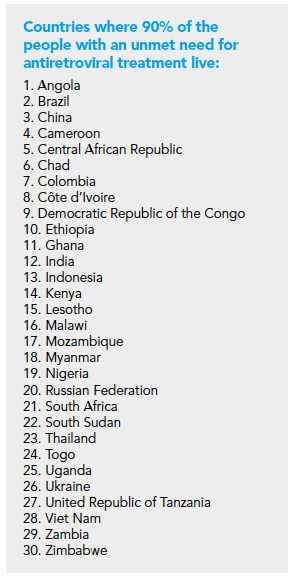 Countries where 90% of the
people with an unmet need for
antiretroviral treatment live:
1. Angola
2. Brazil
3. China
4. Cameroon
5. Central African Republic
6. Chad
7. Colombia
8. Côte d'Ivoire
9. Democratic Republic of the Congo
10. Ethiopia
11. Ghana
12. India
13. Indonesia
14. Kenya
15. Lesotho
16. Malawi
17. Mozambique
18. Myanmar
19. Nigeria
20. Russian Federation
21. South Africa
22. South Sudan
23. Thailand
24. Togo
25. Uganda
26. Ukraine
27. United Republic of Tanzania
28. Viet Nam
29. Zambia
30. Zimbabwe